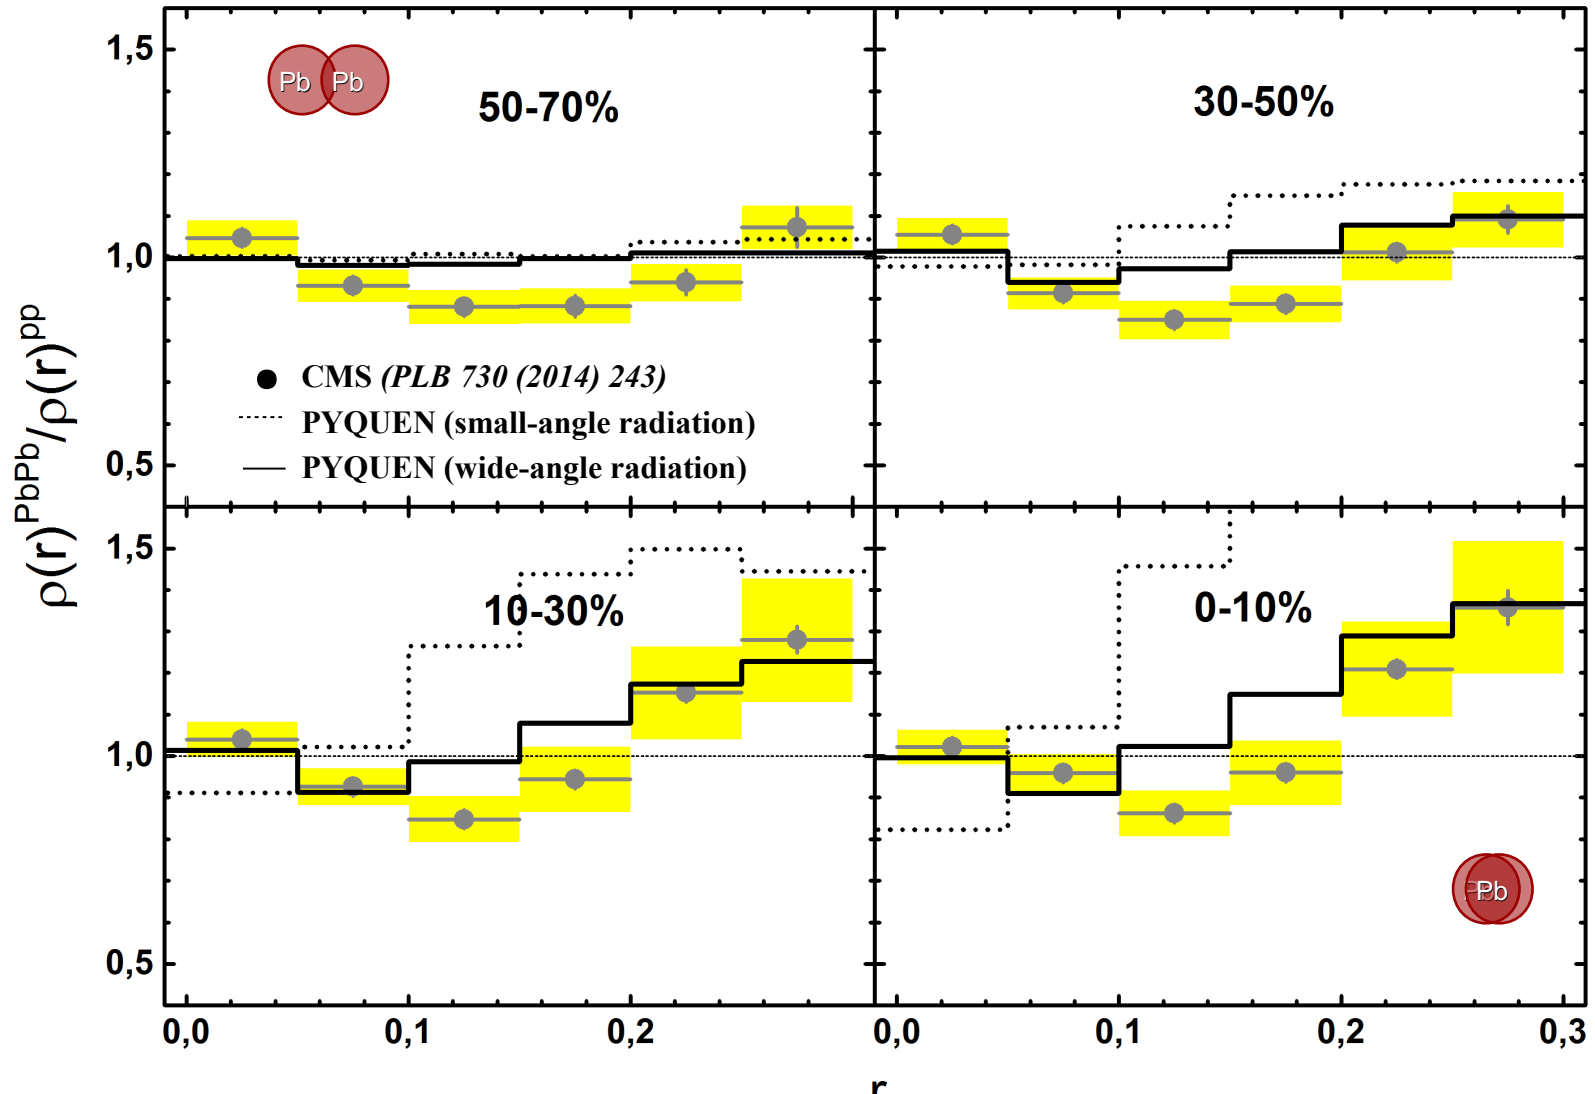 1,5
Pb Pb
50-70%
30-50%
1,0
CMS (PLB 730 (2014) 243)
PYQUEN (small-angle radiation)
PYQUEN (wide-angle radiation)
0,5
ρ(r)^PbPb/ρ(r)^pp
1,5
10-30%
0-10%
1,0
Pb Pb
0,5
0,0 0,1 0,2 0,0 0,1 0,2 0,3
r